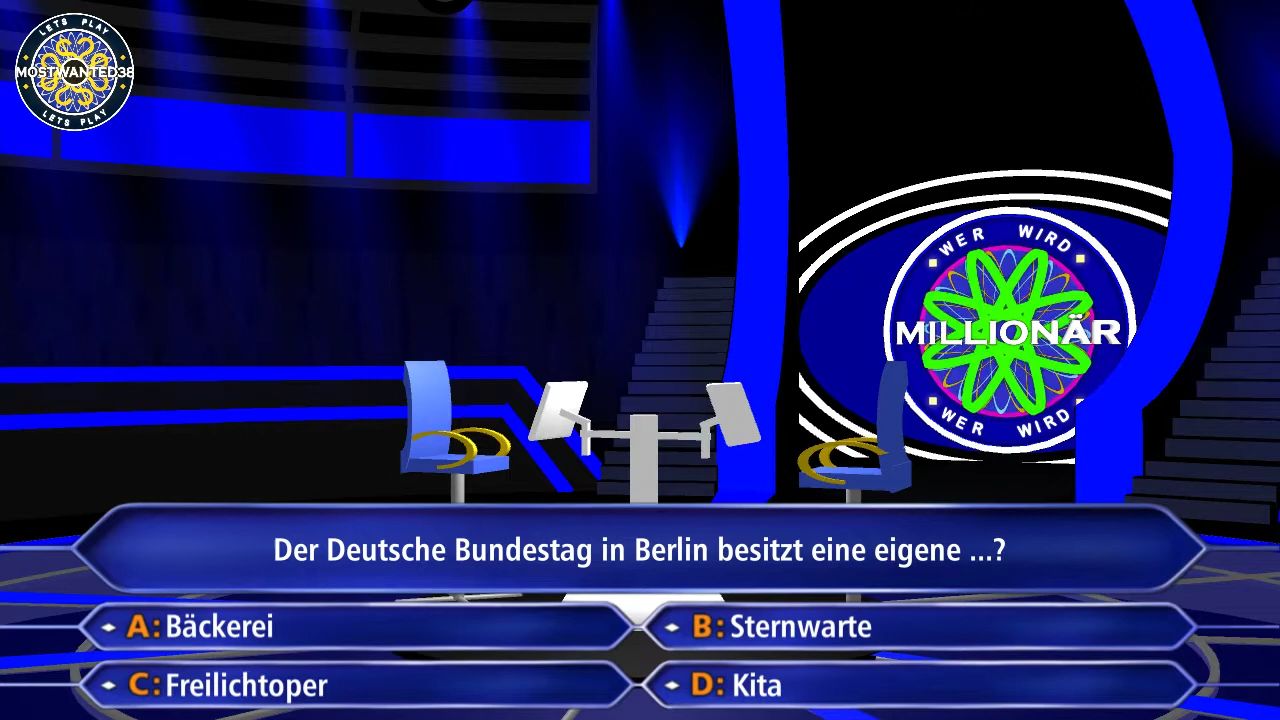 LETS PLAY
MOSTWANTED38
LETS PLAY
WER WIRD
MILLIONÄR
WER WIRD
Der Deutsche Bundestag in Berlin besitzt eine eigene ...?
A: Bäckerei
B: Sternwarte
C: Freilichtoper
D: Kita